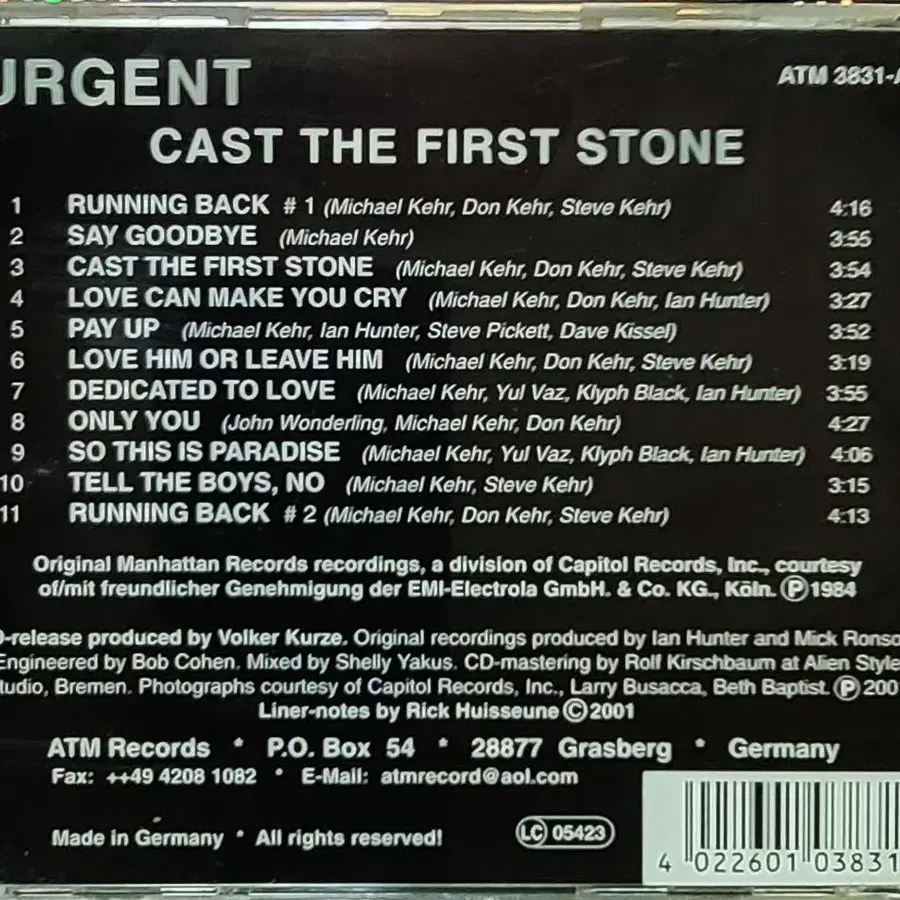 URGENT
ATM 3831-A
CAST THE FIRST STONE
1 RUNNING BACK # 1 (Michael Kehr, Don Kehr, Steve Kehr) 4:16
2 SAY GOODBYE (Michael Kehr) 3:55
3 CAST THE FIRST STONE (Michael Kehr, Don Kehr, Steve Kehr) 3:54
4 LOVE CAN MAKE YOU CRY (Michael Kehr, Don Kehr, Ian Hunter) 3:27
5 PAY UP (Michael Kehr, Ian Hunter, Steve Pickett, Dave Kissel) 3:52
6 LOVE HIM OR LEAVE HIM (Michael Kehr, Don Kehr, Steve Kehr) 3:19
7 DEDICATED TO LOVE (Michael Kehr, Yul Vaz, Klyph Black, Ian Hunter) 3:55
8 ONLY YOU (John Wonderling, Michael Kehr, Don Kehr) 4:27
9 SO THIS IS PARADISE (Michael Kehr, Yul Vaz, Klyph Black, Ian Hunter) 4:06
10 TELL THE BOYS, NO (Michael Kehr, Steve Kehr) 3:15
11 RUNNING BACK # 2 (Michael Kehr, Don Kehr, Steve Kehr) 4:13
Original Manhattan Records recordings, a division of Capitol Records, Inc., courtesy
of/mit freundlicher Genehmigung der EMI-Electrola GmbH. & Co. KG., Köln. Ⓟ1984
-release produced by Volker Kurze. Original recordings produced by Ian Hunter and Mick Ronso
Engineered by Bob Cohen. Mixed by Shelly Yakus. CD-mastering by Rolf Kirschbaum at Alien Style
tudio, Bremen. Photographs courtesy of Capitol Records, Inc., Larry Busacca, Beth Baptist. Ⓟ200
Liner-notes by Rick Huisseune ©2001
ATM Records * P.O. Box 54 * 28877 Grasberg * Germany
Fax: ++49 4208 1082 * E-Mail: atmrecord@aol.com
Made in Germany * All rights reserved!
LC 05423
4 022601 03831